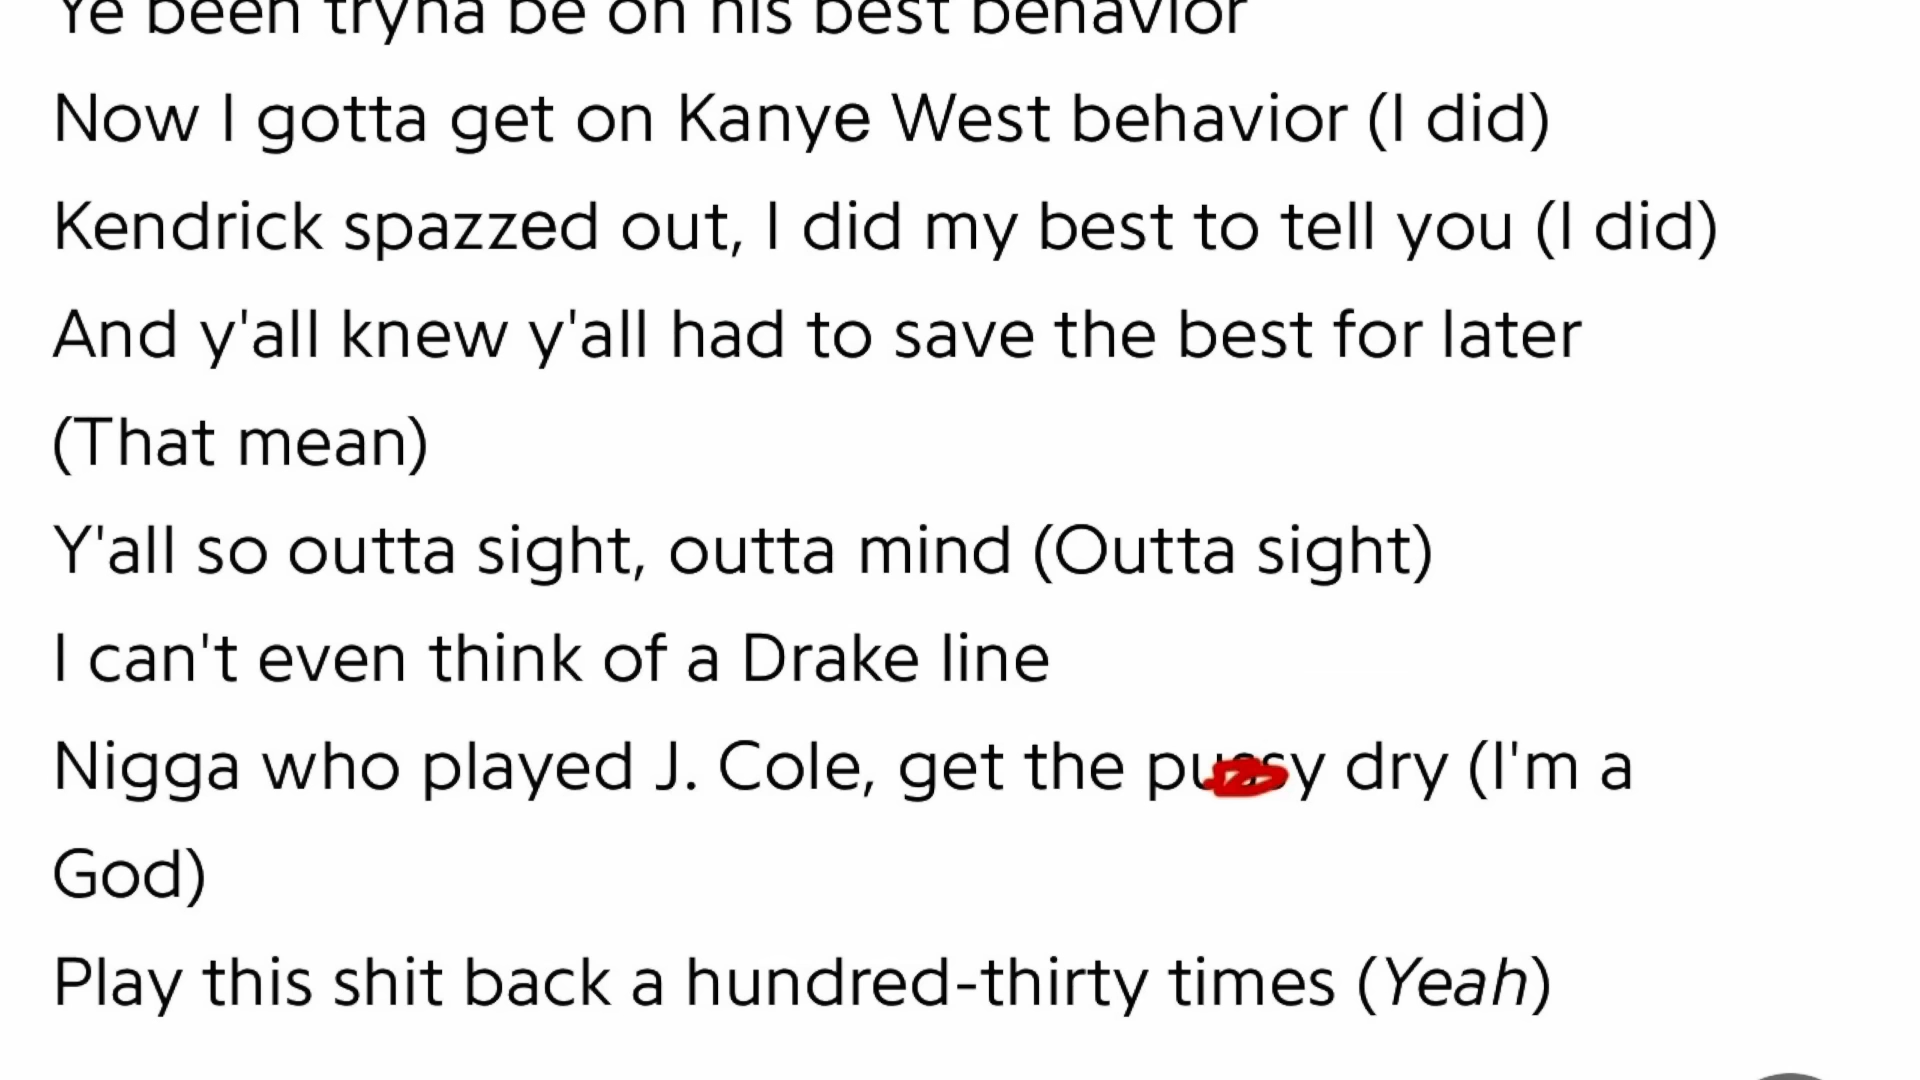 Ye been tryna be on his best behavior
Now I gotta get on Kanye West behavior (I did)
Kendrick spazzed out, I did my best to tell you (I did)
And y'all knew y'all had to save the best for later
(That mean)
Y'all so outta sight, outta mind (Outta sight)
I can't even think of a Drake line
Nigga who played J. Cole, get the pussy dry (I'm a
God)
Play this shit back a hundred-thirty times (Yeah)